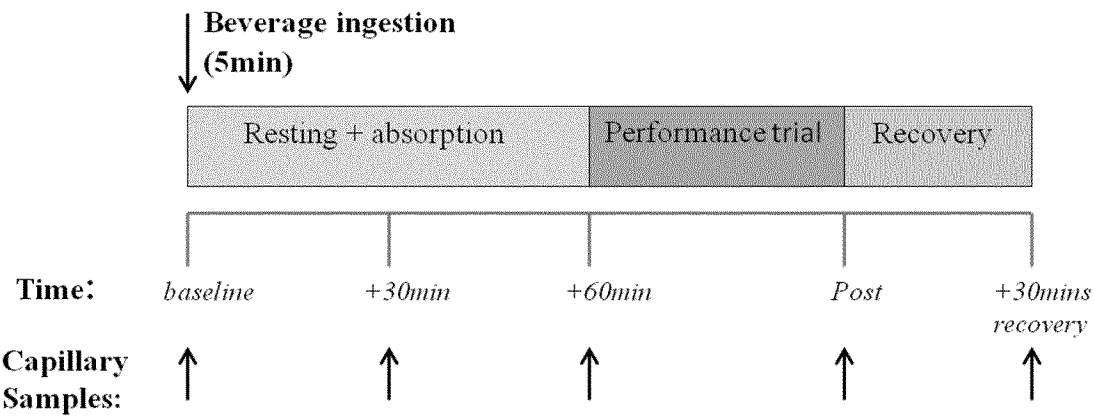 Beverage ingestion
(5min)
Resting + absorption
Performance trial
Recovery
Time:
baseline
+30min
+60min
Post
+30mins
recovery
Capillary
Samples: